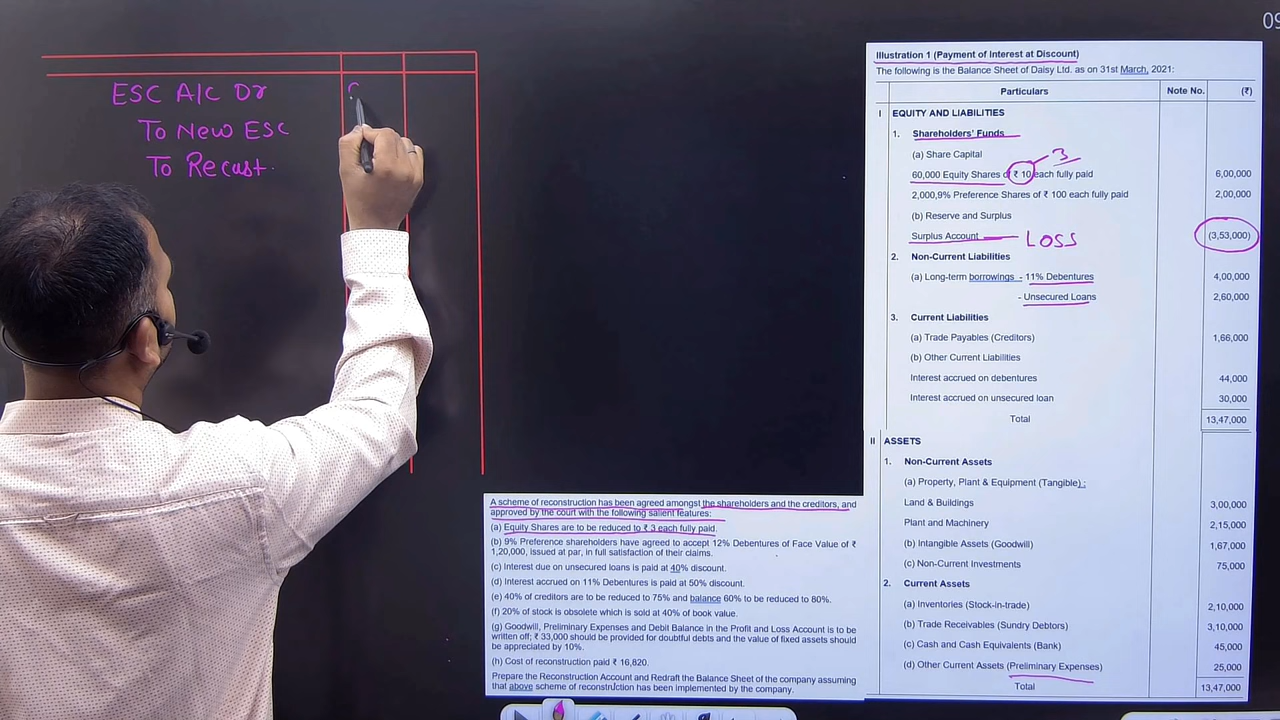 09
ESC A/C Dr
To New ESC
To Recast.
Illustration 1 (Payment of Interest at Discount)
The following is the Balance Sheet of Daisy Ltd. as on 31st March, 2021:
Particulars Note No. (₹)
I EQUITY AND LIABILITIES
1. Shareholders' Funds
3
(a) Share Capital
60,000 Equity Shares of ₹ 10 each fully paid 6,00,000
2,000,9% Preference Shares of ₹ 100 each fully paid 2,00,000
(b) Reserve and Surplus
Surplus Account LOSS (3,53,000)
2. Non-Current Liabilities
(a) Long-term borrowings - 11% Debentures 4,00,000
- Unsecured Loans 2,60,000
3. Current Liabilities
(a) Trade Payables (Creditors) 1,66,000
(b) Other Current Liabilities
Interest accrued on debentures 44,000
Interest accrued on unsecured loan 30,000
Total 13,47,000
II ASSETS
1. Non-Current Assets
(a) Property, Plant & Equipment (Tangible) :
Land & Buildings 3,00,000
Plant and Machinery 2,15,000
(b) Intangible Assets (Goodwill) 1,67,000
(c) Non-Current Investments 75,000
2. Current Assets
(a) Inventories (Stock-in-trade) 2,10,000
(b) Trade Receivables (Sundry Debtors) 3,10,000
(c) Cash and Cash Equivalents (Bank) 45,000
(d) Other Current Assets (Preliminary Expenses) 25,000
Total 13,47,000
A scheme of reconstruction has been agreed amongst the shareholders and the creditors, and
approved by the court with the following salient features:
(a) Equity Shares are to be reduced to ₹ 3 each fully paid.
(b) 9% Preference shareholders have agreed to accept 12% Debentures of Face Value of ₹
1,20,000, issued at par, in full satisfaction of their claims.
(c) Interest due on unsecured loans is paid at 40% discount.
(d) Interest accrued on 11% Debentures is paid at 50% discount.
(e) 40% of creditors are to be reduced to 75% and balance 60% to be reduced to 80%.
(f) 20% of stock is obsolete which is sold at 40% of book value.
(g) Goodwill, Preliminary Expenses and Debit Balance in the Profit and Loss Account is to be
written off; ₹ 33,000 should be provided for doubtful debts and the value of fixed assets should
be appreciated by 10%.
(h) Cost of reconstruction paid ₹ 16,820.
Prepare the Reconstruction Account and Redraft the Balance Sheet of the company assuming
that above scheme of reconstruction has been implemented by the company.